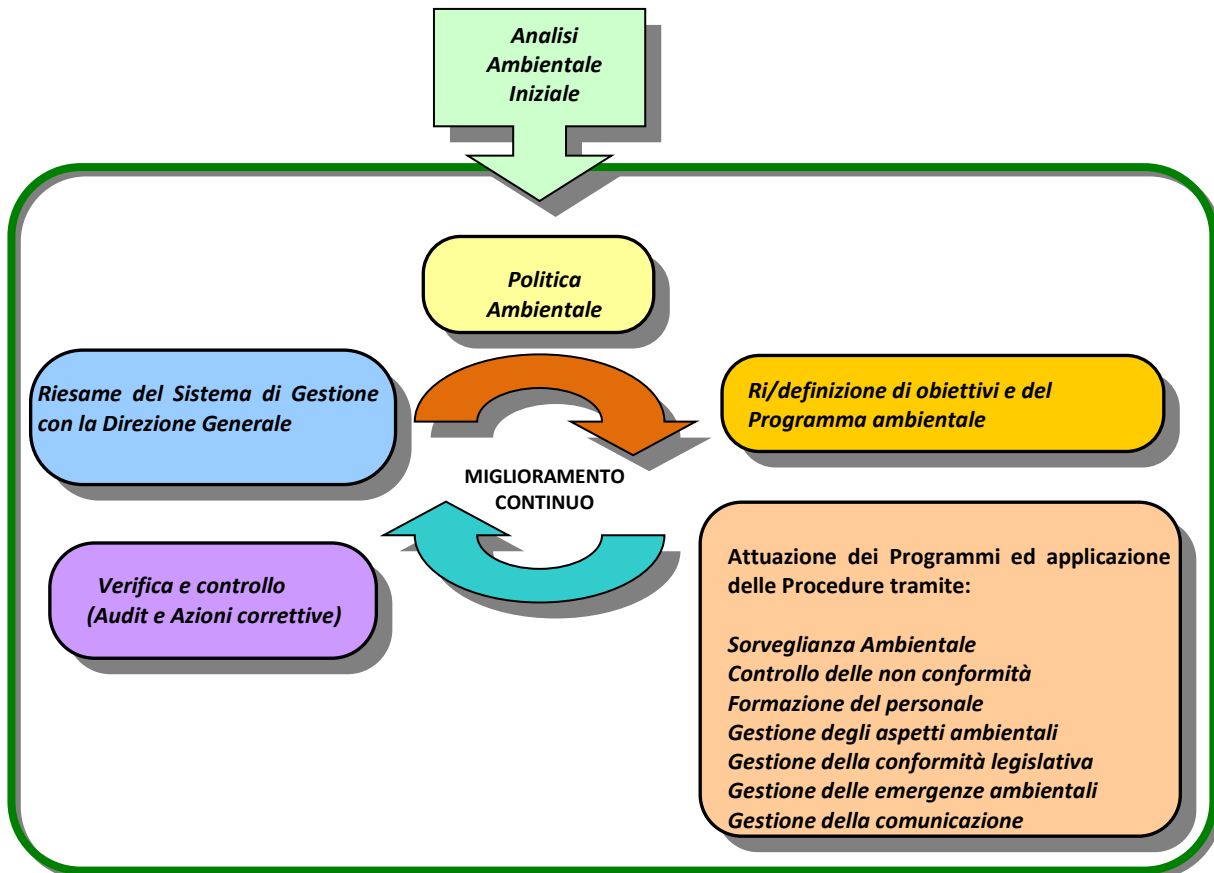 Analisi
Ambientale
Iniziale
Politica
Ambientale
Riesame del Sistema di Gestione
con la Direzione Generale
Ri/definizione di obiettivi e del
Programma ambientale
MIGLIORAMENTO
CONTINUO
Verifica e controllo
(Audit e Azioni correttive)
Attuazione dei Programmi ed applicazione
delle Procedure tramite:
Sorveglianza Ambientale
Controllo delle non conformità
Formazione del personale
Gestione degli aspetti ambientali
Gestione della conformità legislativa
Gestione delle emergenze ambientali
Gestione della comunicazione